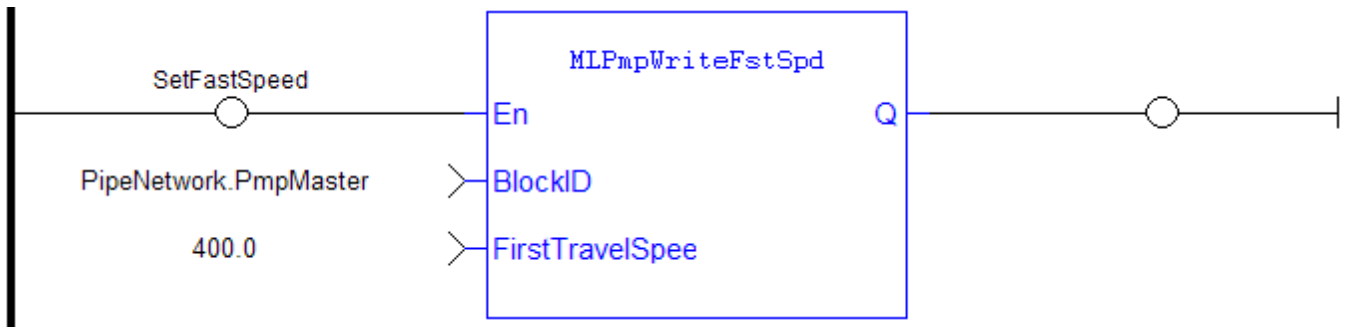 MLPmpWriteFstSpd
SetFastSpeed
En
Q
PipeNetwork.PmpMaster
BlockID
400.0
FirstTravelSpee